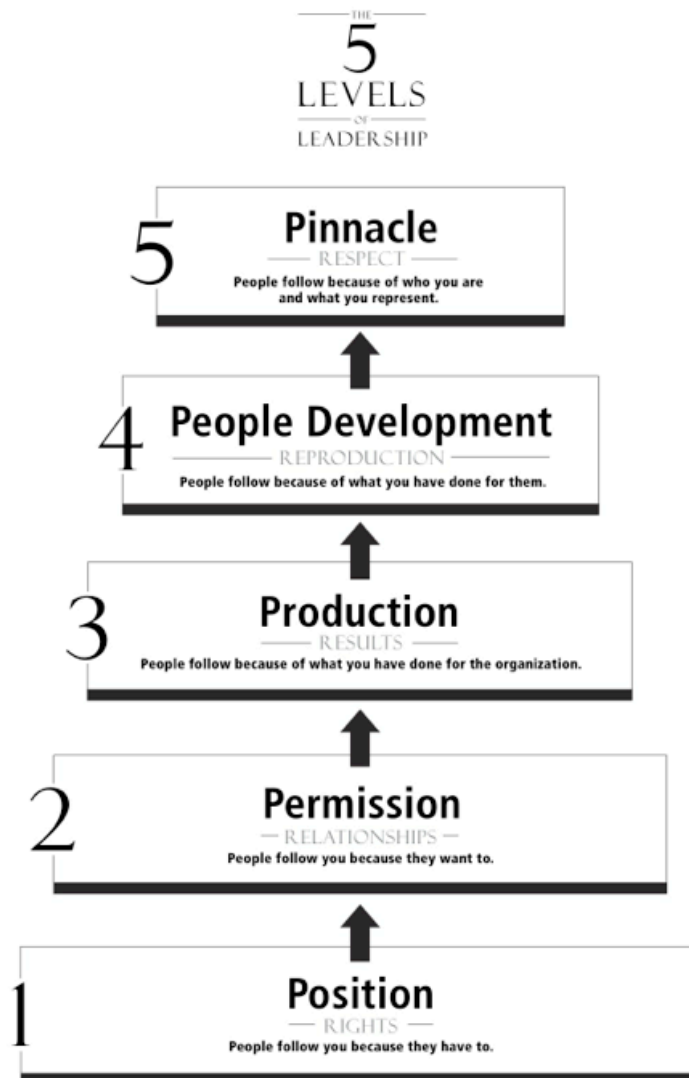 THE
5
LEVELS
OF
LEADERSHIP
5
Pinnacle
RESPECT
People follow because of who you are
and what you represent.
4
People Development
REPRODUCTION
People follow because of what you have done for them.
3
Production
RESULTS
People follow because of what you have done for the organization.
2
Permission
RELATIONSHIPS
People follow you because they want to.
1
Position
RIGHTS
People follow you because they have to.